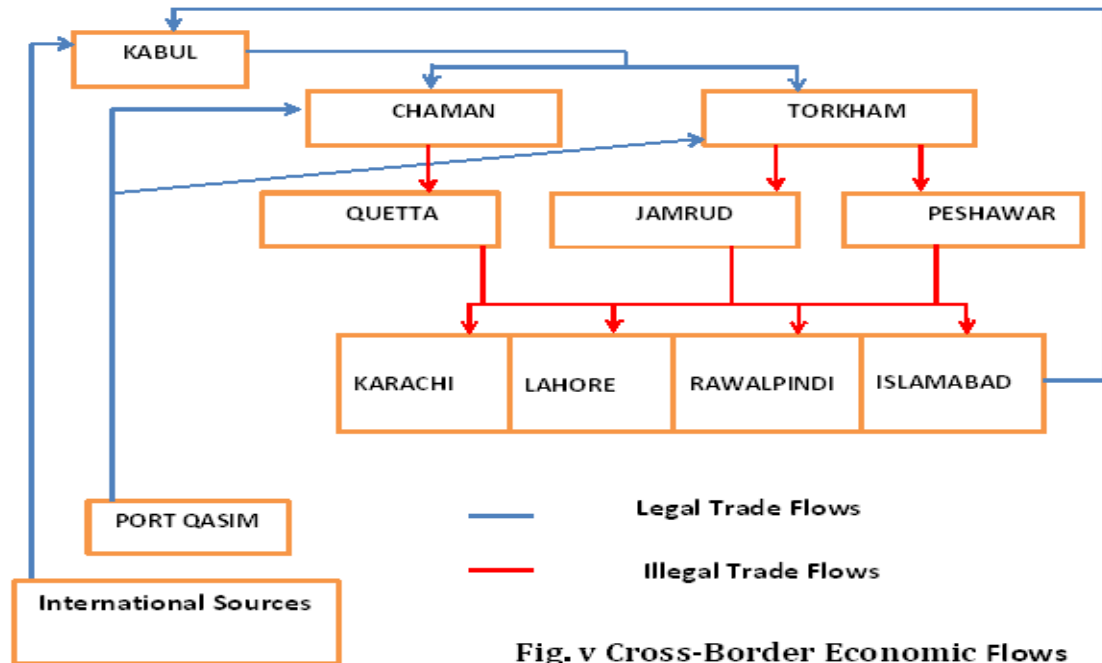 KABUL
CHAMAN
TORKHAM
QUETTA
JAMRUD
PESHAWAR
KARACHI
LAHORE
RAWALPINDI
ISLAMABAD
PORT QASIM
Legal Trade Flows
Illegal Trade Flows
International Sources
Fig. v Cross-Border Economic Flows